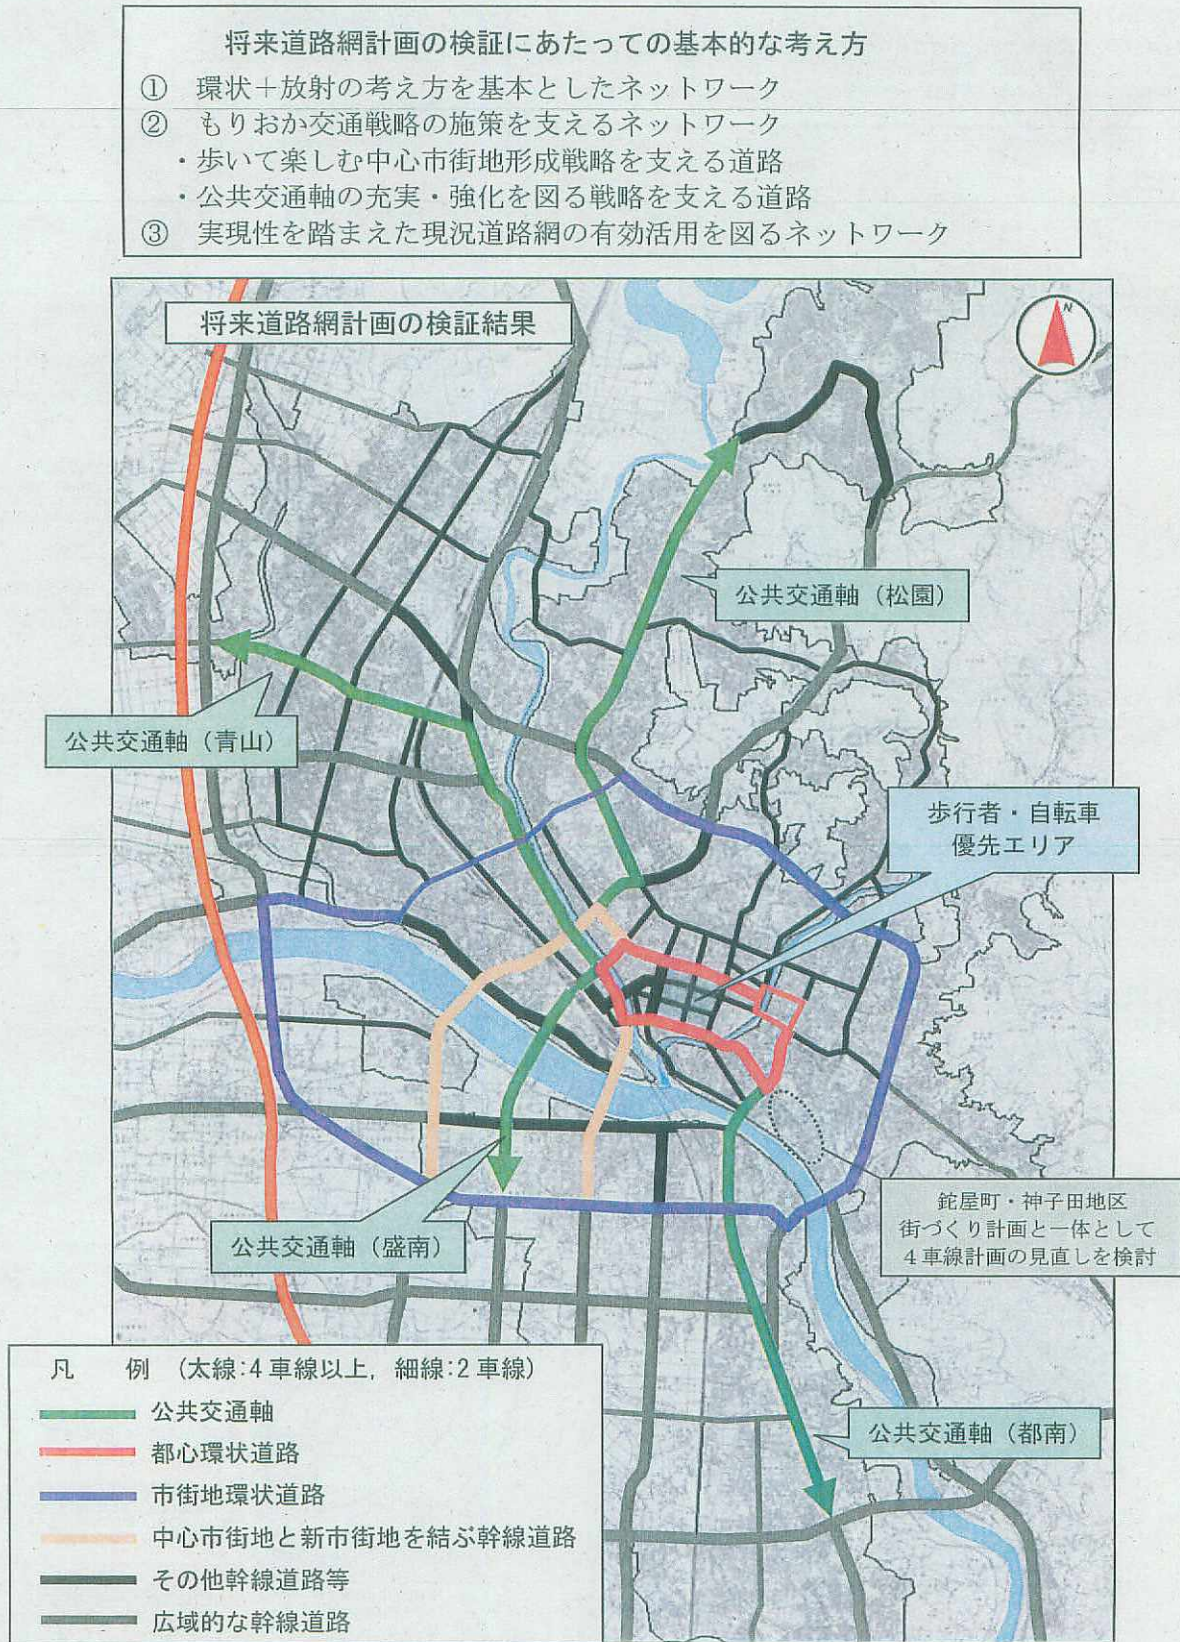 将来道路網計画の検証にあたっての基本的な考え方
① 環状＋放射の考え方を基本としたネットワーク
② もりおか交通戦略の施策を支えるネットワーク
・歩いて楽しむ中心市街地形成戦略を支える道路
・公共交通軸の充実・強化を図る戦略を支える道路
③ 実現性を踏まえた現況道路網の有効活用を図るネットワーク
将来道路網計画の検証結果
N
公共交通軸（松園）
公共交通軸（青山）
歩行者・自転車
優先エリア
鉈屋町・神子田地区
街づくり計画と一体として
４車線計画の見直しを検討
公共交通軸（盛南）
公共交通軸（都南）
凡　例　（太線:４車線以上，細線:２車線）
公共交通軸
都心環状道路
市街地環状道路
中心市街地と新市街地を結ぶ幹線道路
その他幹線道路等
広域的な幹線道路